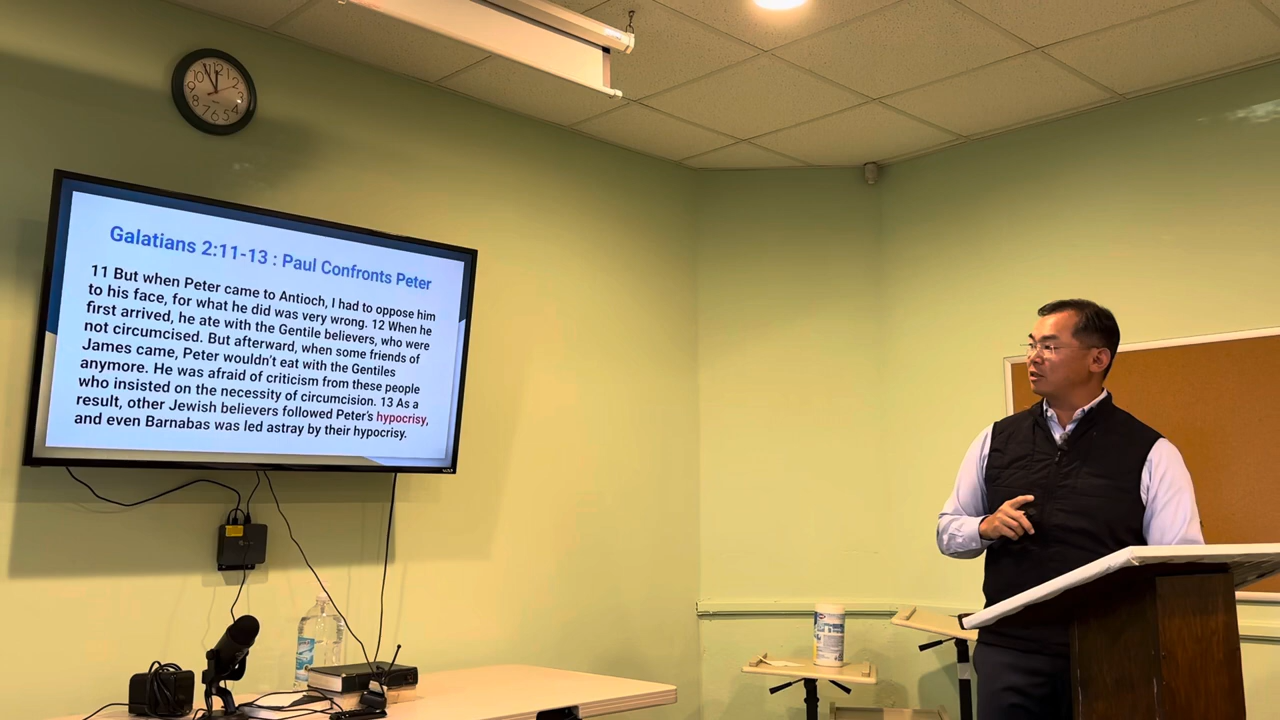 Galatians 2:11-13 : Paul Confronts Peter
11 But when Peter came to Antioch, I had to oppose him
to his face, for what he did was very wrong. 12 When he
first arrived, he ate with the Gentile believers, who were
not circumcised. But afterward, when some friends of
James came, Peter wouldn't eat with the Gentiles
anymore. He was afraid of criticism from these people
who insisted on the necessity of circumcision. 13 As a
result, other Jewish believers followed Peter's hypocrisy,
and even Barnabas was led astray by their hypocrisy.